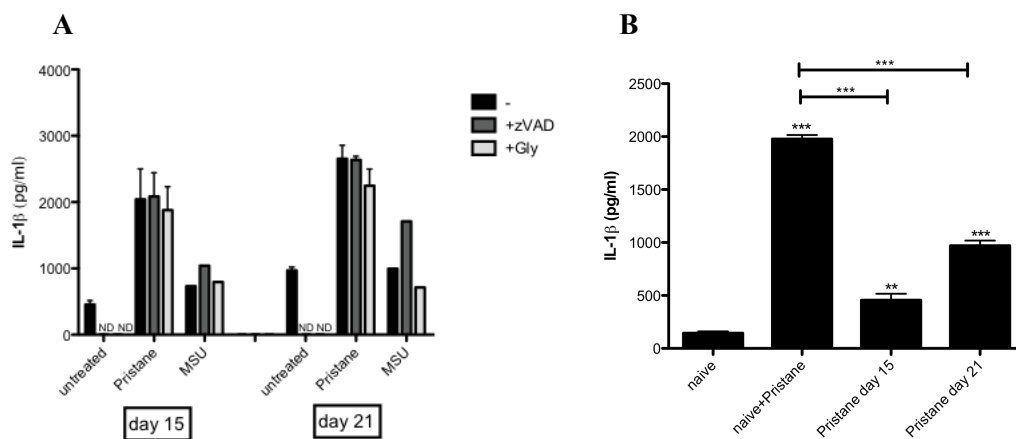 A
IL-1β (pg/ml)
4000
3000
2000
1000
0
ND ND
ND ND
untreated
Pristane
MSU
untreated
Pristane
MSU
day 15
day 21
-
+zVAD
+Gly
B
IL-1β (pg/ml)
2500
2000
1500
1000
500
0
***
***
***
**
***
naive
naive+Pristane
Pristane day 15
Pristane day 21